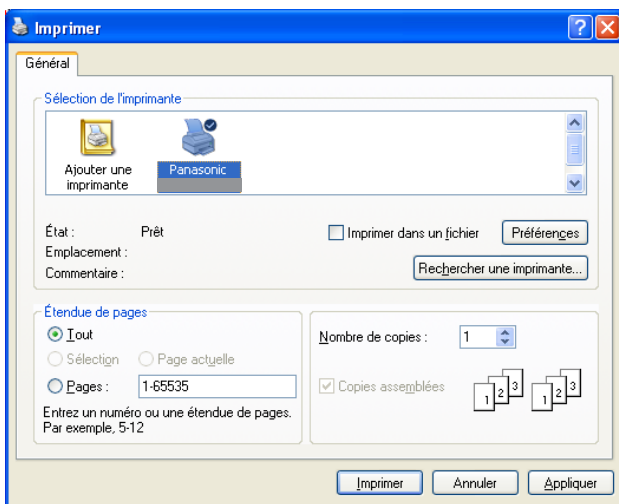 Imprimer
Général
Sélection de l'imprimante
Ajouter une
imprimante
Panasonic
État : Prêt
Emplacement :
Commentaire :
Imprimer dans un fichier
Préférences
Rechercher une imprimante...
Étendue de pages
Tout
Sélection Page actuelle
Pages : 1-65535
Entrez un numéro ou une étendue de pages.
Par exemple, 5-12
Nombre de copies : 1
Copies assemblées
1 2 3 1 2 3
Imprimer Annuler Appliquer